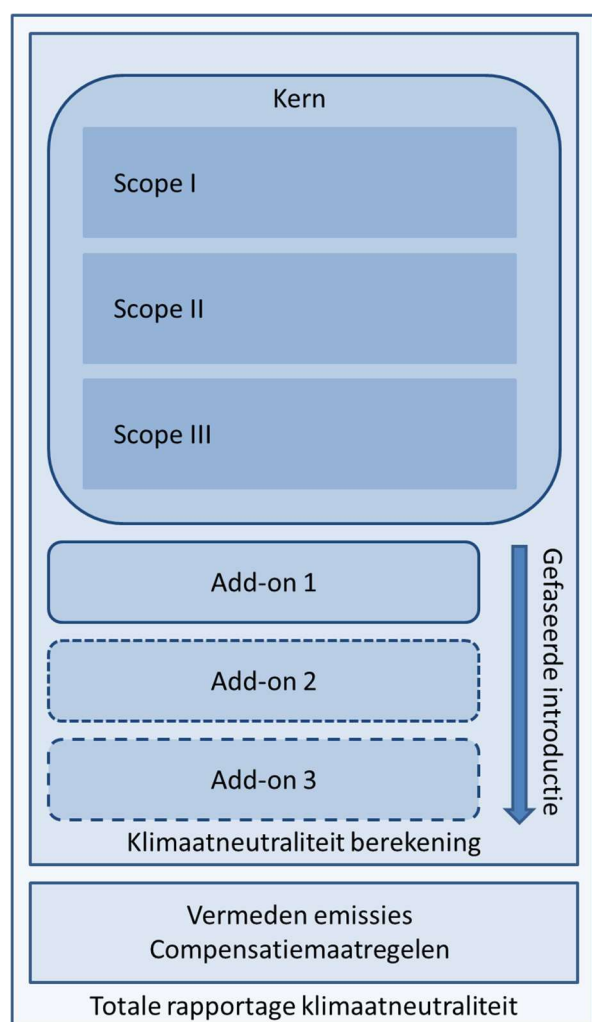 Kern
Scope I
Scope II
Scope III
Add-on 1
Add-on 2
Add-on 3
Gefaseerde introductie
Klimaatneutraliteit berekening
Vermeden emissies
Compensatiemaatregelen
Totale rapportage klimaatneutraliteit